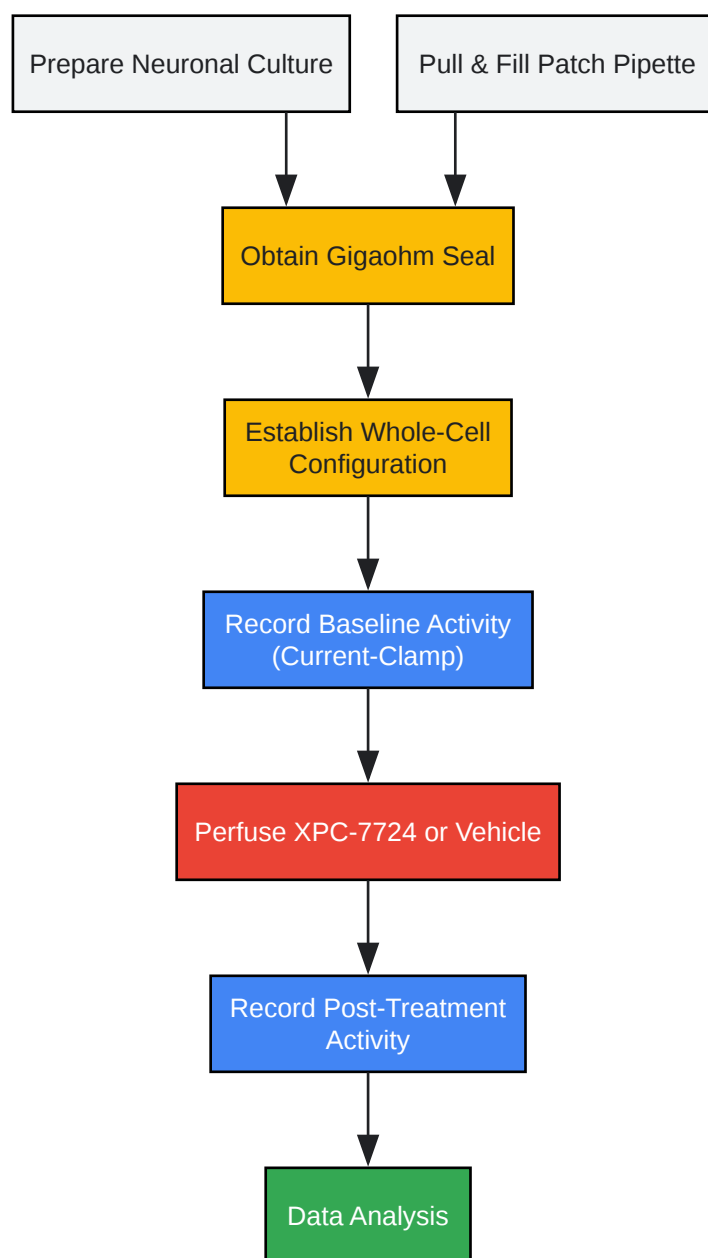 Prepare Neuronal Culture
Pull & Fill Patch Pipette
Obtain Gigaohm Seal
Establish Whole-Cell
Configuration
Record Baseline Activity
(Current-Clamp)
Perfuse XPC-7724 or Vehicle
Record Post-Treatment
Activity
Data Analysis